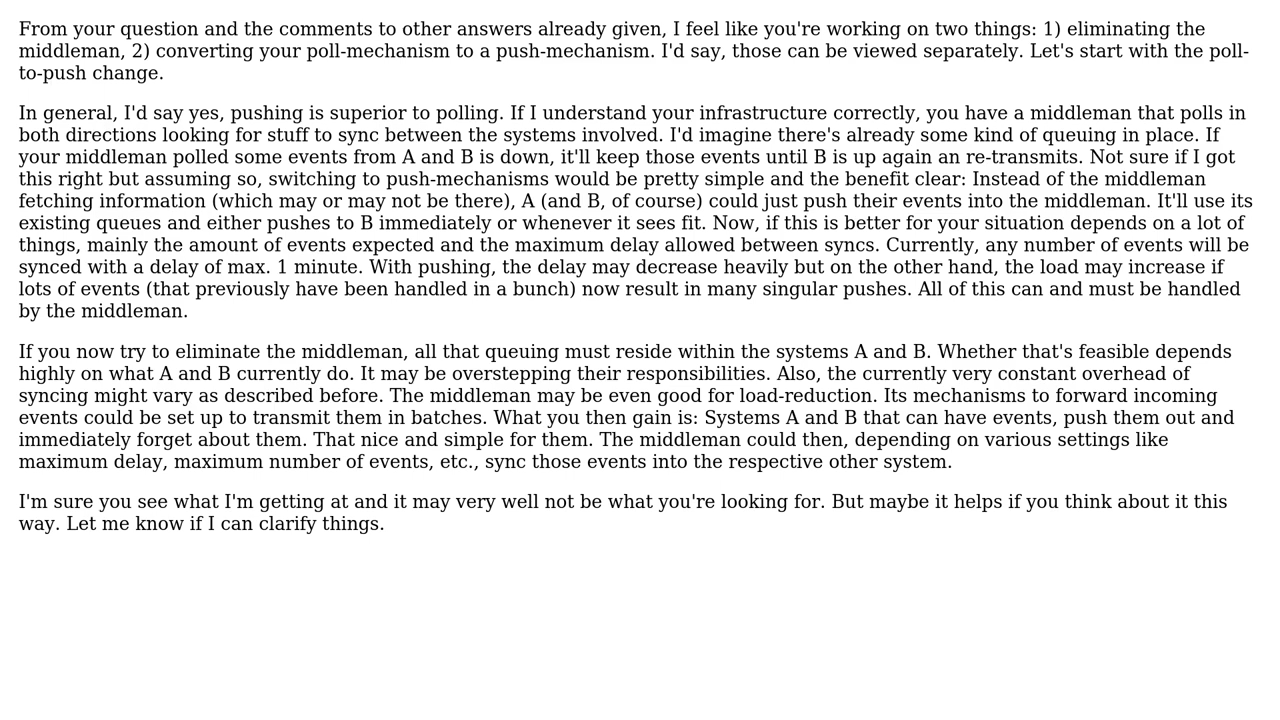 From your question and the comments to other answers already given, I feel like you're working on two things: 1) eliminating the
middleman, 2) converting your poll-mechanism to a push-mechanism. I'd say, those can be viewed separately. Let's start with the poll-
to-push change.
In general, I'd say yes, pushing is superior to polling. If I understand your infrastructure correctly, you have a middleman that polls in
both directions looking for stuff to sync between the systems involved. I'd imagine there's already some kind of queuing in place. If
your middleman polled some events from A and B is down, it'll keep those events until B is up again an re-transmits. Not sure if I got
this right but assuming so, switching to push-mechanisms would be pretty simple and the benefit clear: Instead of the middleman
fetching information (which may or may not be there), A (and B, of course) could just push their events into the middleman. It'll use its
existing queues and either pushes to B immediately or whenever it sees fit. Now, if this is better for your situation depends on a lot of
things, mainly the amount of events expected and the maximum delay allowed between syncs. Currently, any number of events will be
synced with a delay of max. 1 minute. With pushing, the delay may decrease heavily but on the other hand, the load may increase if
lots of events (that previously have been handled in a bunch) now result in many singular pushes. All of this can and must be handled
by the middleman.
If you now try to eliminate the middleman, all that queuing must reside within the systems A and B. Whether that's feasible depends
highly on what A and B currently do. It may be overstepping their responsibilities. Also, the currently very constant overhead of
syncing might vary as described before. The middleman may be even good for load-reduction. Its mechanisms to forward incoming
events could be set up to transmit them in batches. What you then gain is: Systems A and B that can have events, push them out and
immediately forget about them. That nice and simple for them. The middleman could then, depending on various settings like
maximum delay, maximum number of events, etc., sync those events into the respective other system.
I'm sure you see what I'm getting at and it may very well not be what you're looking for. But maybe it helps if you think about it this
way. Let me know if I can clarify things.